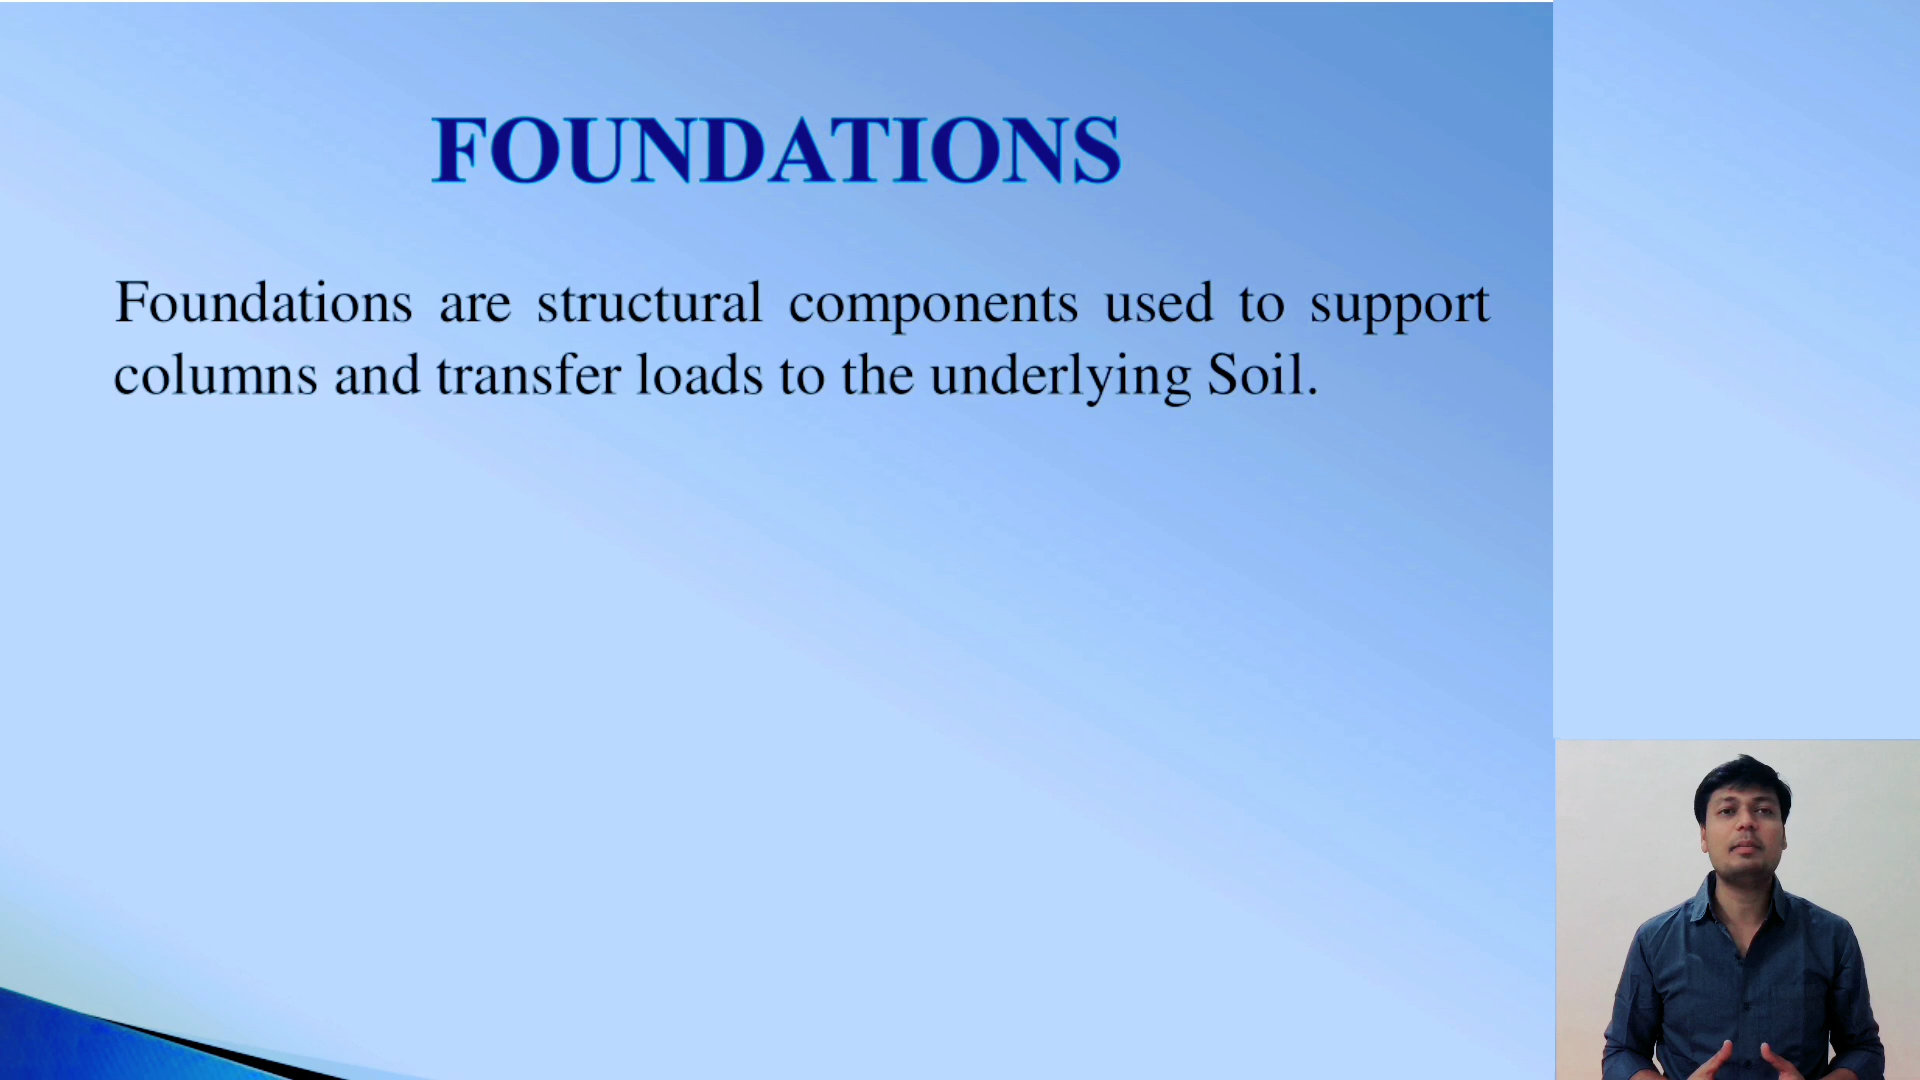 FOUNDATIONS
Foundations are structural components used to support
columns and transfer loads to the underlying Soil.